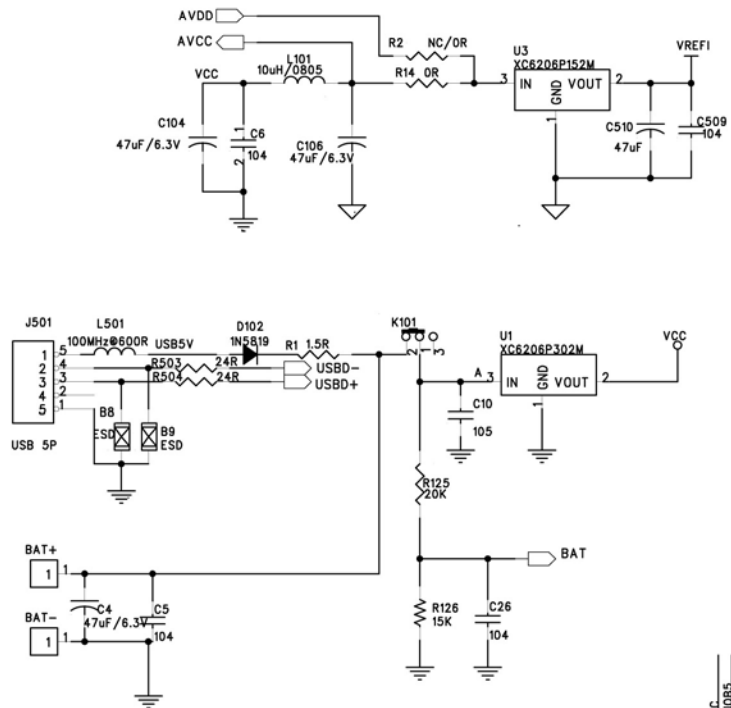 AVDD
AVCC
R2 NC/0R
U3
XC6206P152M
VREFI
L101
10uH/0805
VCC
R14 0R
3 IN VOUT 2
GND
1
C104
47uF/6.3V
1
C6
104
2
C106
47uF/6.3V
C510
47uF
C509
104
J501
L501
100MHz@600R
USB5V
D102
1N5819
R1 1.5R
K101
2 1 3
U1
XC6206P302M
VCC
1 5
2 4
3 3
4 2
5 1
R503 24R
R504 24R
USBD-
USBD+
A 3 IN VOUT 2
GND
1
B8
ESD
B9
ESD
C10
105
USB 5P
R125
20K
BAT
BAT+
1 1
BAT-
1 1
C4
47uF/6.3V
C5
104
R126
15K
C26
104